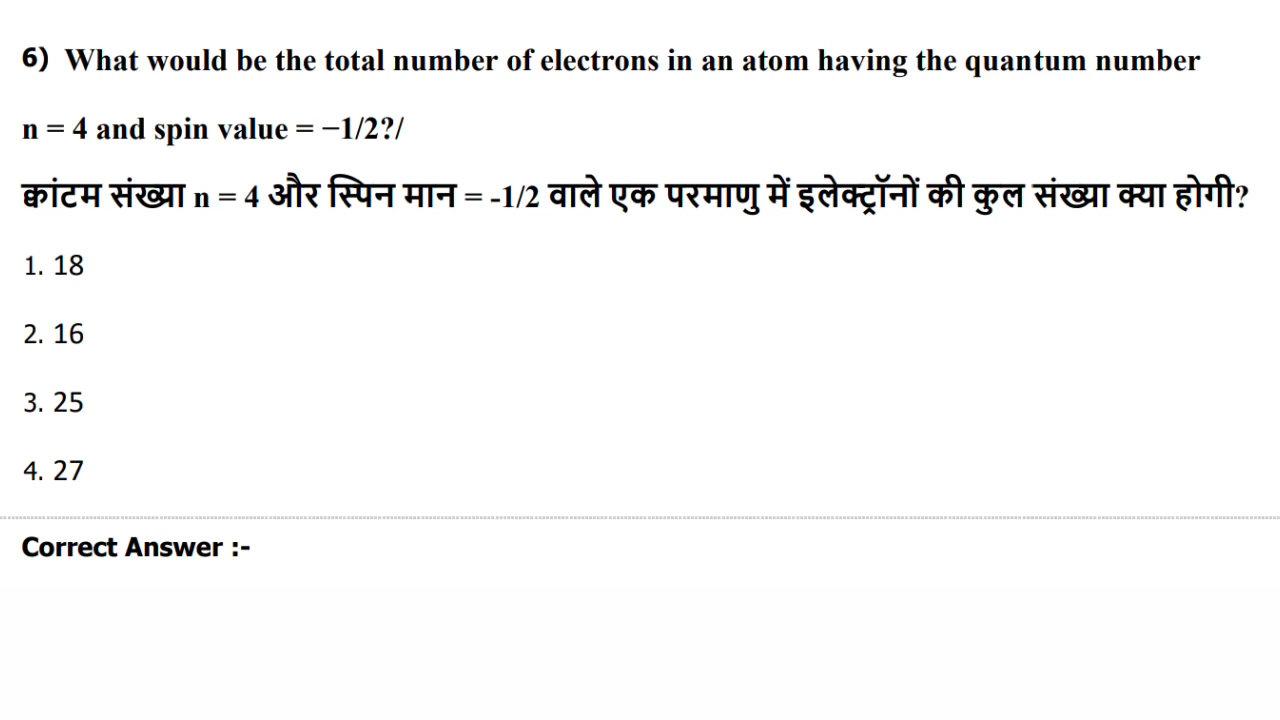 6) What would be the total number of electrons in an atom having the quantum number
n = 4 and spin value = −1/2?/
क्वांटम संख्या n = 4 और स्पिन मान = -1/2 वाले एक परमाणु में इलेक्ट्रॉनों की कुल संख्या क्या होगी?
1. 18
2. 16
3. 25
4. 27
Correct Answer :-